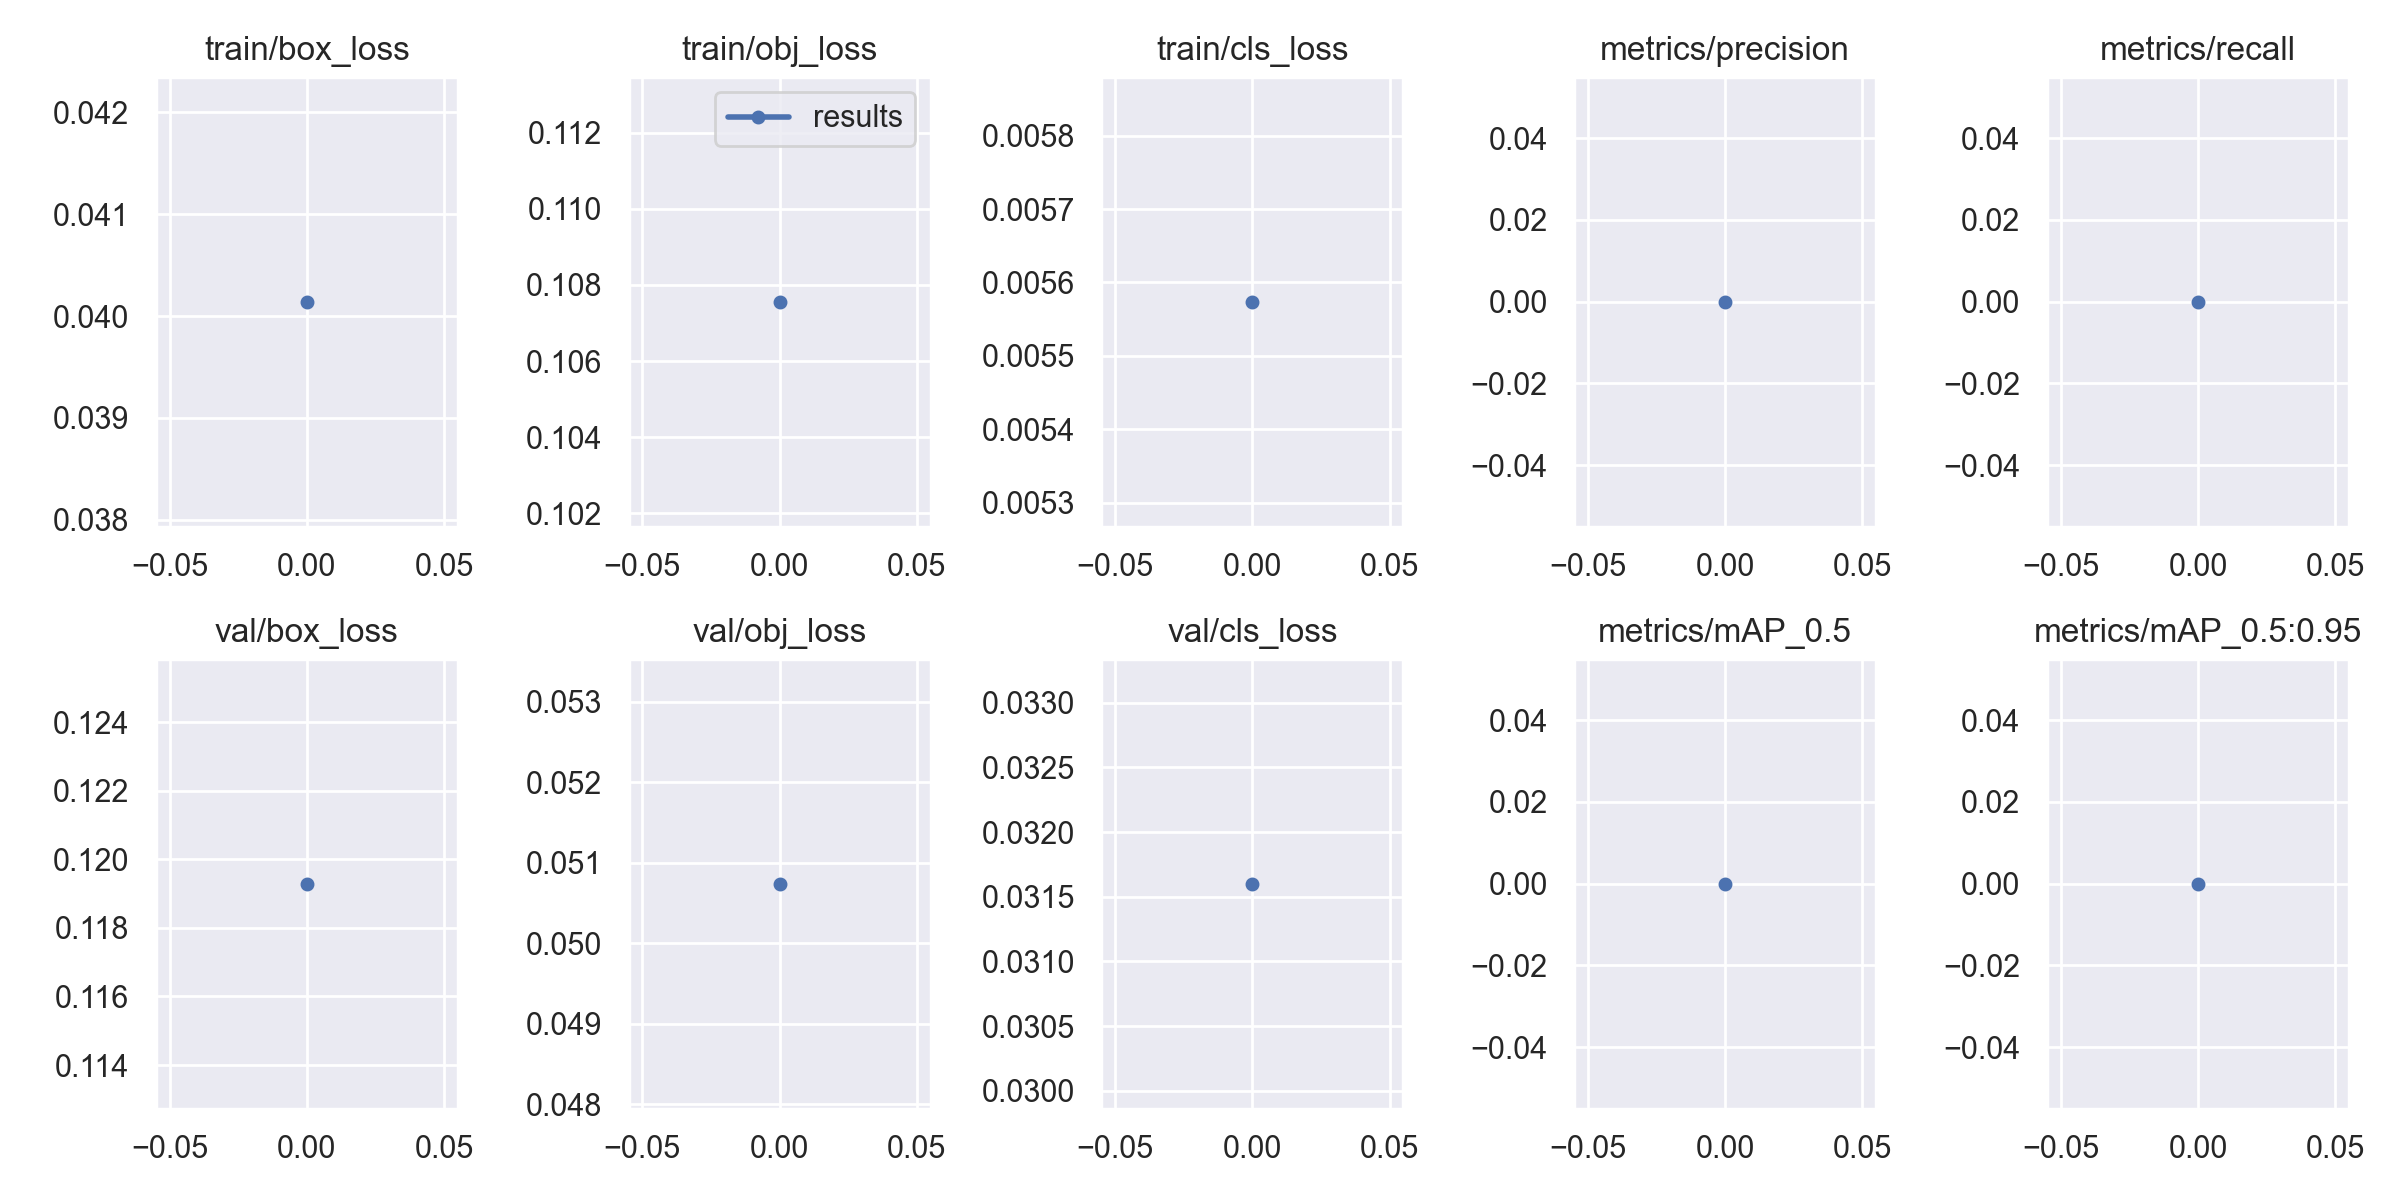 train/box_loss
0.042
0.041
0.040
0.039
0.038
−0.05 0.00 0.05
train/obj_loss
results
0.112
0.110
0.108
0.106
0.104
0.102
−0.05 0.00 0.05
train/cls_loss
0.0058
0.0057
0.0056
0.0055
0.0054
0.0053
−0.05 0.00 0.05
metrics/precision
0.04
0.02
0.00
−0.02
−0.04
−0.05 0.00 0.05
metrics/recall
0.04
0.02
0.00
−0.02
−0.04
−0.05 0.00 0.05
val/box_loss
0.124
0.122
0.120
0.118
0.116
0.114
−0.05 0.00 0.05
val/obj_loss
0.053
0.052
0.051
0.050
0.049
0.048
−0.05 0.00 0.05
val/cls_loss
0.0330
0.0325
0.0320
0.0315
0.0310
0.0305
0.0300
−0.05 0.00 0.05
metrics/mAP_0.5
0.04
0.02
0.00
−0.02
−0.04
−0.05 0.00 0.05
metrics/mAP_0.5:0.95
0.04
0.02
0.00
−0.02
−0.04
−0.05 0.00 0.05